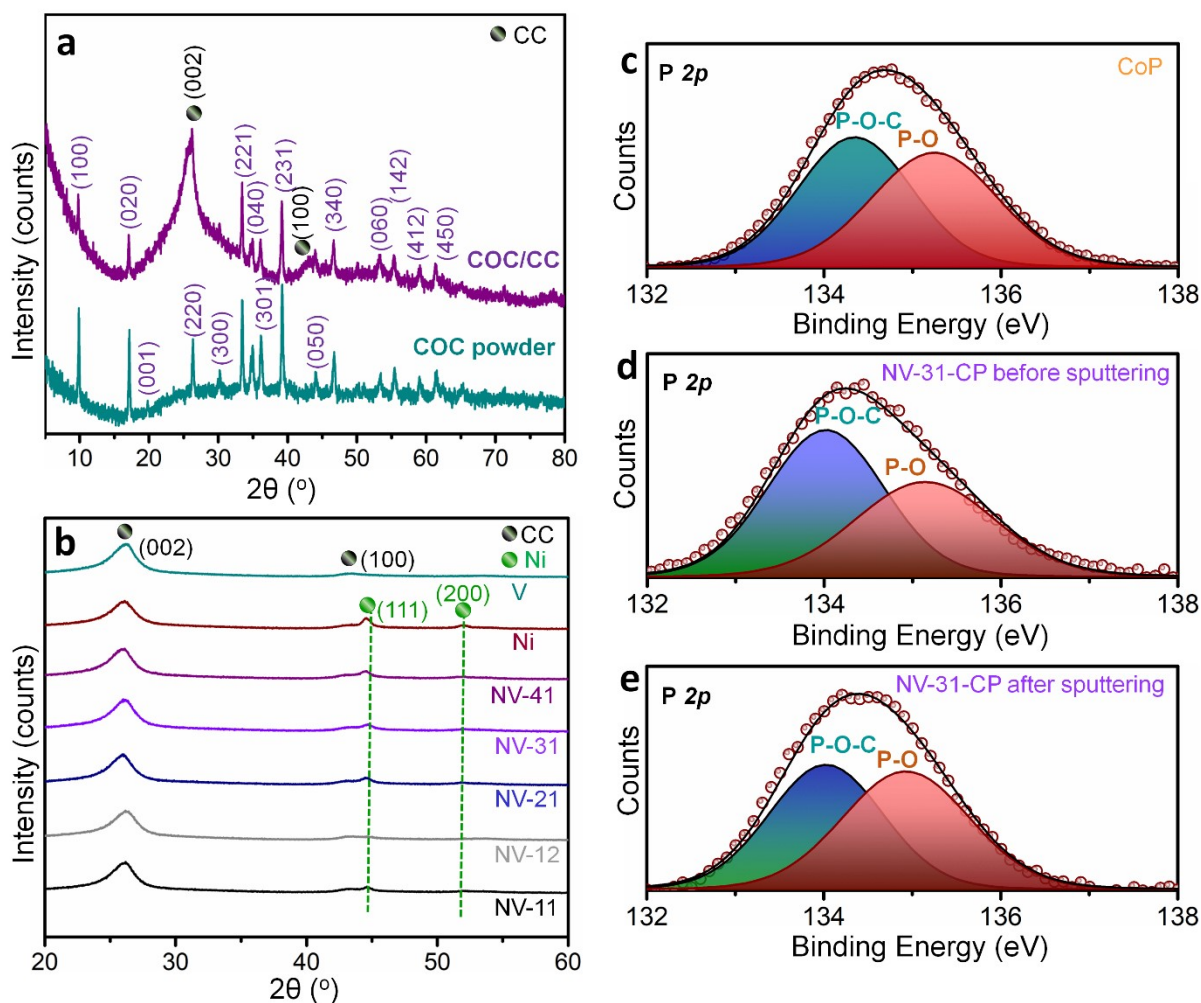 a
CC
(002)
(100)
(020)
(221)
(040)
(231)
(100)
(340)
(060)
(142)
(412)
(450)
COC/CC
(220)
(300)
(301)
(050)
(001)
COC powder
Intensity (counts)
5 10 20 30 40 50 60 70 80
2θ (°)
b
CC
Ni
(002)
(100)
V
(111)
(200)
Ni
NV-41
NV-31
NV-21
NV-12
NV-11
Intensity (counts)
20 30 40 50 60
2θ (°)
c
P 2p
CoP
P-O-C
P-O
Counts
132 134 136 138
Binding Energy (eV)
d
P 2p
NV-31-CP before sputtering
P-O-C
P-O
Counts
132 134 136 138
Binding Energy (eV)
e
P 2p
NV-31-CP after sputtering
P-O-C
P-O
Counts
132 134 136 138
Binding Energy (eV)